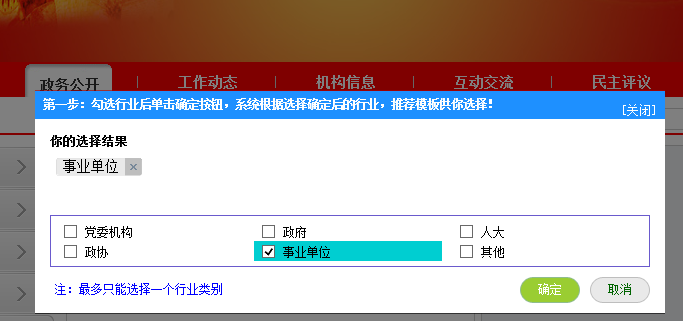 政务公开 工作动态 机构信息 互动交流 民主评议
第一步：勾选行业后单击确定按钮，系统根据选择确定后的行业，推荐模板供你选择！ [关闭]
你的选择结果
事业单位 ×
党委机构 政府 人大
政协 事业单位 其他
注：最多只能选择一个行业类别 确定 取消